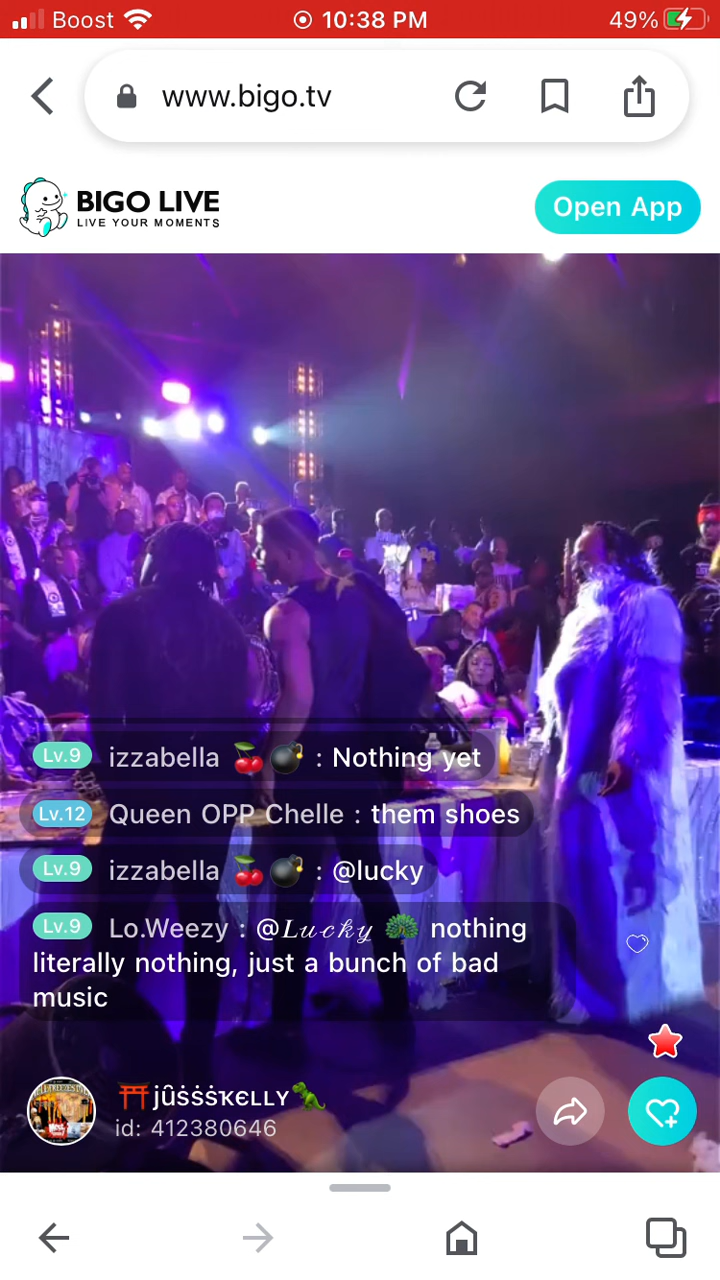 Boost 10:38 PM 49%
www.bigo.tv
BIGO LIVE
LIVE YOUR MOMENTS
Open App
Lv.9 izzabella 🍒💣 : Nothing yet
Lv.12 Queen OPP Chelle : them shoes
Lv.9 izzabella 🍒💣 : @lucky
Lv.9 Lo.Weezy : @𝓛𝓾𝓬𝓴𝔂 🦚 nothing
literally nothing, just a bunch of bad
music
⛩️jȗṡṡṡҡєʟʟʏ🦖
id: 412380646